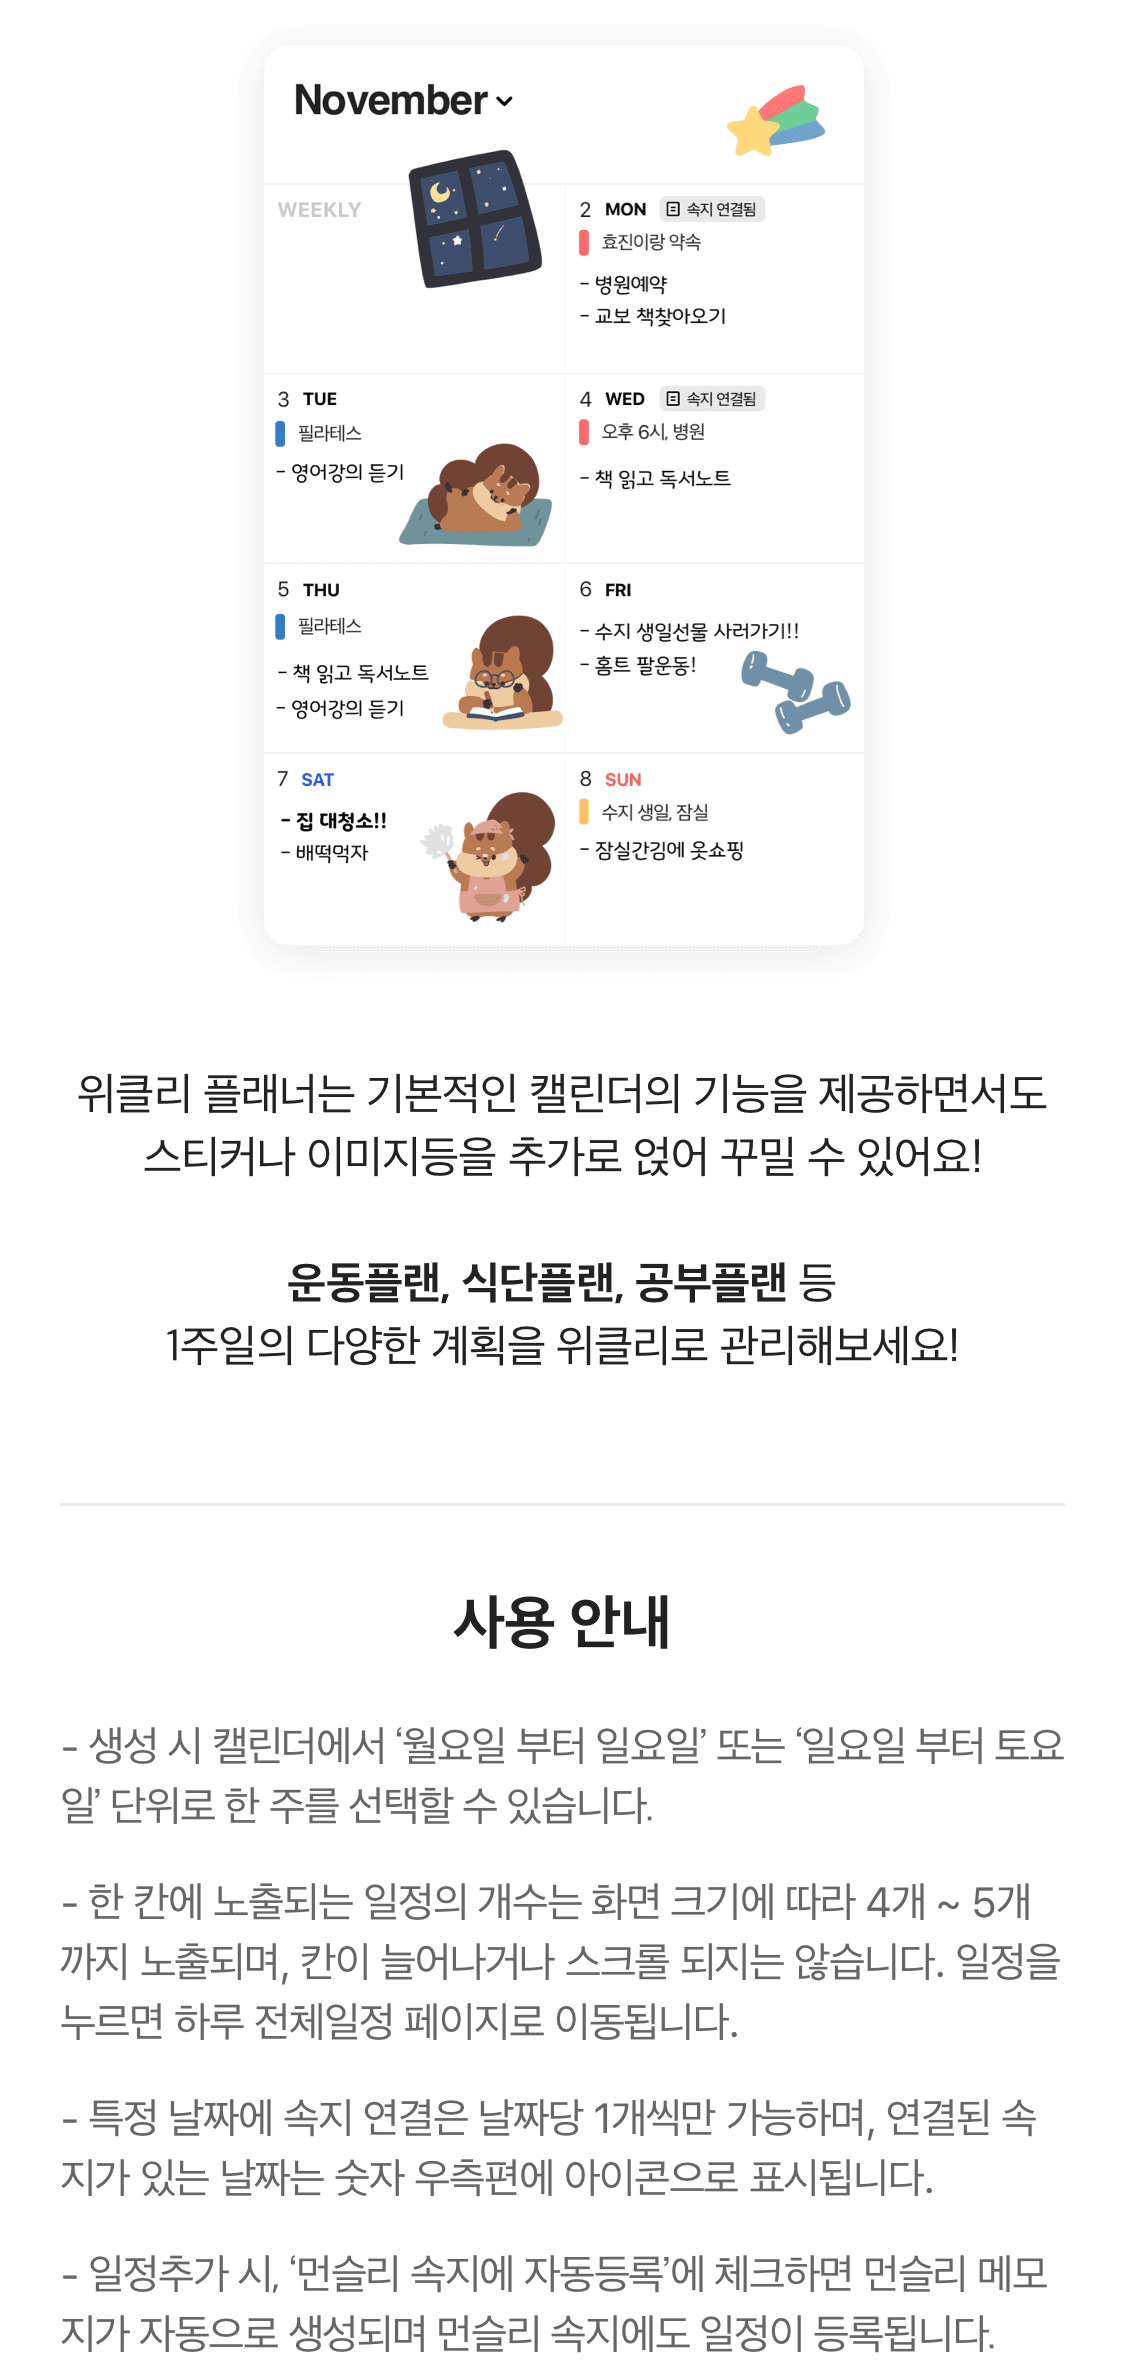 November
WEEKLY
2 MON 속지 연결됨
효진이랑 약속
- 병원예약
- 교보 책찾아오기
3 TUE
필라테스
- 영어강의 듣기
4 WED 속지 연결됨
오후 6시, 병원
- 책 읽고 독서노트
5 THU
필라테스
- 책 읽고 독서노트
- 영어강의 듣기
6 FRI
- 수지 생일선물 사러가기!!
- 홈트 팔운동!
7 SAT
- 집 대청소!!
- 배떡먹자
8 SUN
수지 생일, 잠실
- 잠실간김에 옷쇼핑
위클리 플래너는 기본적인 캘린더의 기능을 제공하면서도
스티커나 이미지등을 추가로 얹어 꾸밀 수 있어요!
운동플랜, 식단플랜, 공부플랜 등
1주일의 다양한 계획을 위클리로 관리해보세요!
사용 안내
- 생성 시 캘린더에서 ‘월요일 부터 일요일’ 또는 ‘일요일 부터 토요
일’ 단위로 한 주를 선택할 수 있습니다.
- 한 칸에 노출되는 일정의 개수는 화면 크기에 따라 4개 ~ 5개
까지 노출되며, 칸이 늘어나거나 스크롤 되지는 않습니다. 일정을
누르면 하루 전체일정 페이지로 이동됩니다.
- 특정 날짜에 속지 연결은 날짜당 1개씩만 가능하며, 연결된 속
지가 있는 날짜는 숫자 우측편에 아이콘으로 표시됩니다.
- 일정추가 시, ‘먼슬리 속지에 자동등록’에 체크하면 먼슬리 메모
지가 자동으로 생성되며 먼슬리 속지에도 일정이 등록됩니다.